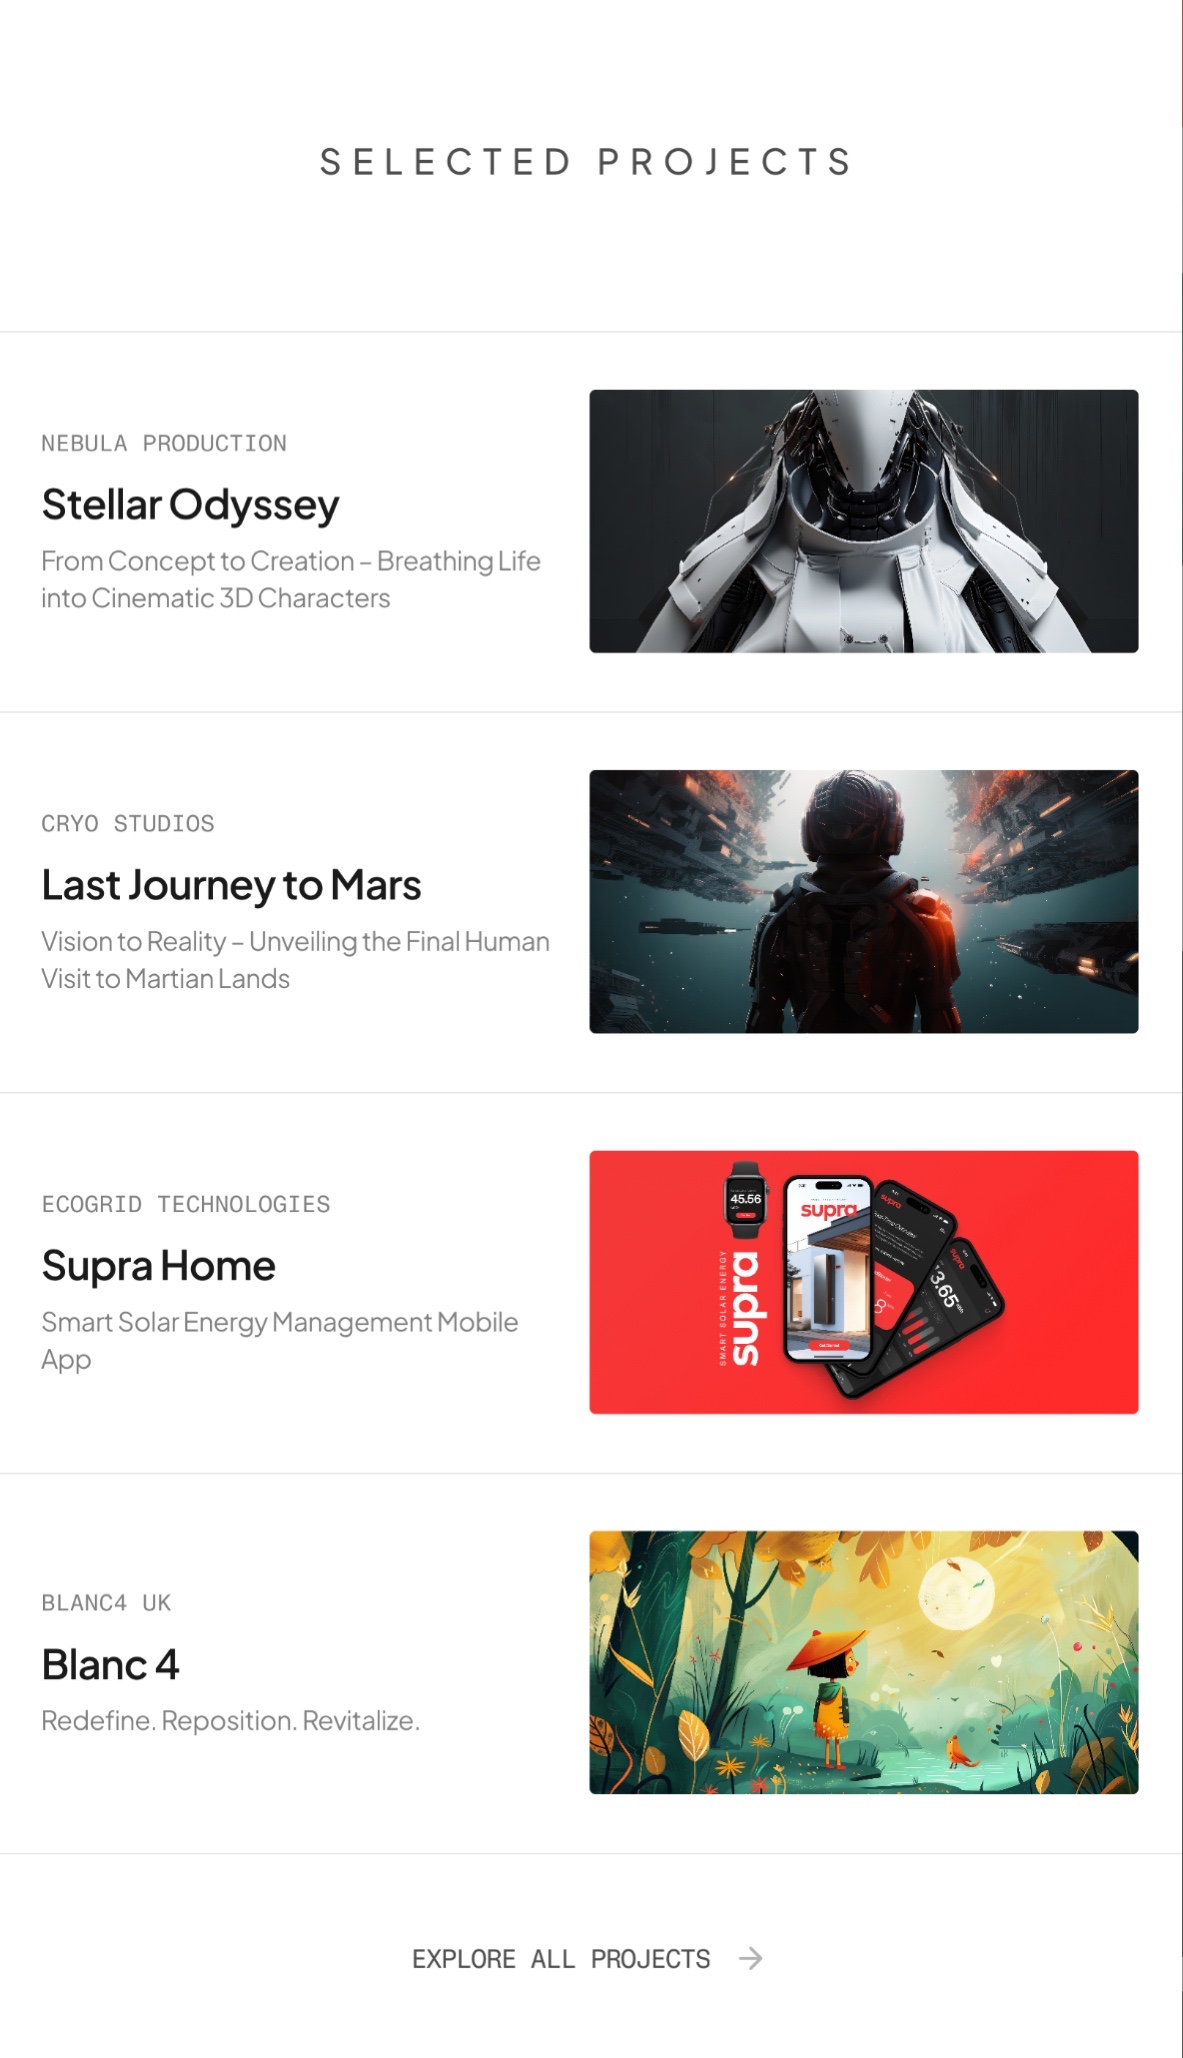 SELECTED PROJECTS
NEBULA PRODUCTION
Stellar Odyssey
From Concept to Creation – Breathing Life
into Cinematic 3D Characters
CRYO STUDIOS
Last Journey to Mars
Vision to Reality – Unveiling the Final Human
Visit to Martian Lands
ECOGRID TECHNOLOGIES
Supra Home
Smart Solar Energy Management Mobile
App
45.56
SMART SOLAR ENERGY
supra
supra
supra
supra
3.65
BLANC4 UK
Blanc 4
Redefine. Reposition. Revitalize.
EXPLORE ALL PROJECTS